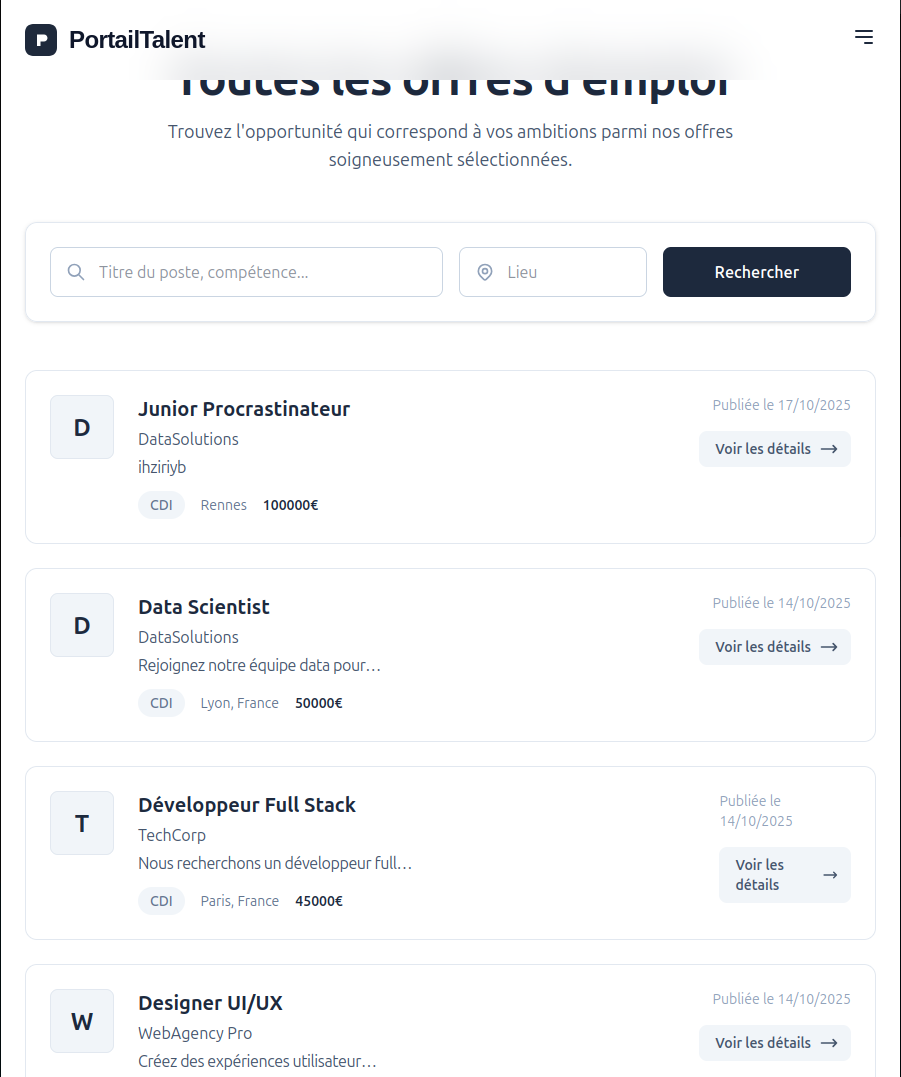 PortailTalent
Toutes les offres d'emploi
Trouvez l'opportunité qui correspond à vos ambitions parmi nos offres
soigneusement sélectionnées.
Titre du poste, compétence...
Lieu
Rechercher
D
Junior Procrastinateur
DataSolutions
ihziriyb
CDI
Rennes
100000€
Publiée le 17/10/2025
Voir les détails
D
Data Scientist
DataSolutions
Rejoignez notre équipe data pour…
CDI
Lyon, France
50000€
Publiée le 14/10/2025
Voir les détails
T
Développeur Full Stack
TechCorp
Nous recherchons un développeur full…
CDI
Paris, France
45000€
Publiée le
14/10/2025
Voir les
détails
W
Designer UI/UX
WebAgency Pro
Créez des expériences utilisateur…
Publiée le 14/10/2025
Voir les détails